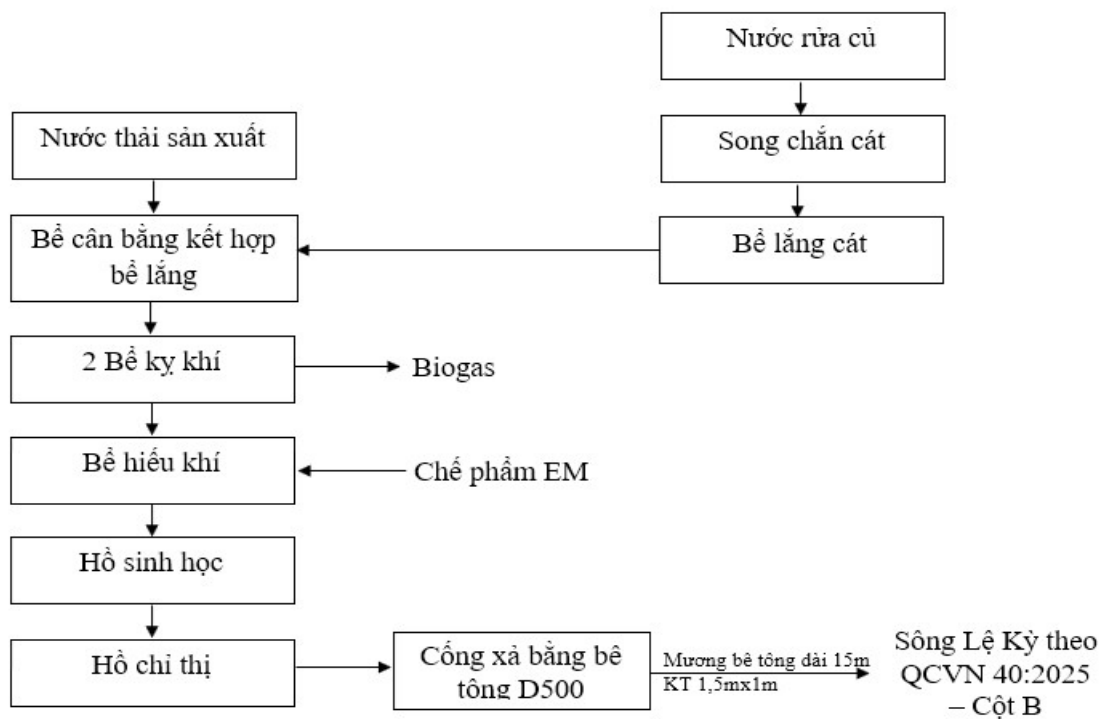 Nước rửa củ
Song chắn cát
Bể lắng cát
Nước thải sản xuất
Bể cân bằng kết hợp
bể lắng
2 Bể kỵ khí
Biogas
Bể hiếu khí
Chế phẩm EM
Hồ sinh học
Hồ chỉ thị
Cống xả bằng bê
tông D500
Mương bê tông dài 15m
KT 1,5mx1m
Sông Lệ Kỳ theo
QCVN 40:2025
– Cột B